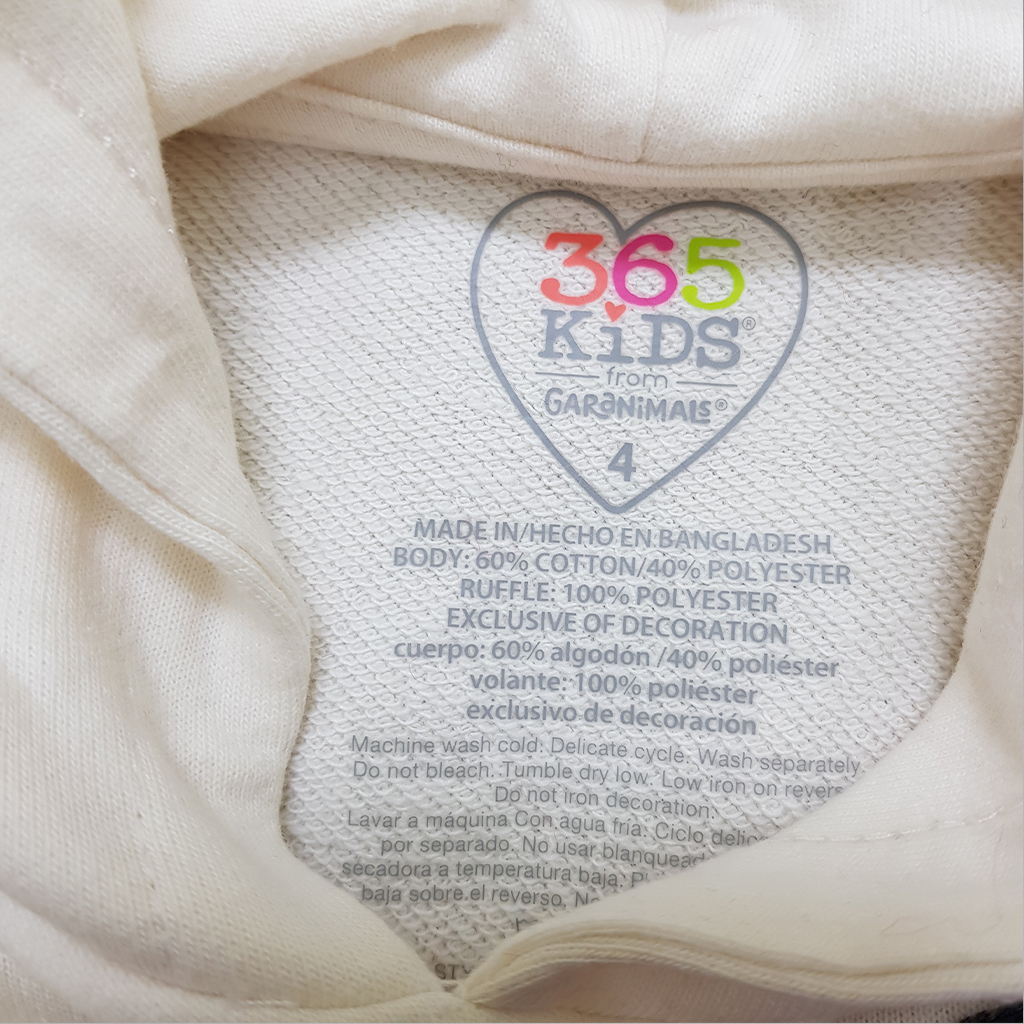 365
KiDS®
from
GARaNiMALS®
4
MADE IN/HECHO EN BANGLADESH
BODY: 60% COTTON/40% POLYESTER
RUFFLE: 100% POLYESTER
EXCLUSIVE OF DECORATION
cuerpo: 60% algodón /40% poliéster
volante: 100% poliester
exclusivo de decoración
Machine wash cold. Delicate cycle. Wash separately.
Do not bleach. Tumble dry low. Low iron on
Do not iron decoration.
Lavar a máquina Con agua fria. Ciclo
por separado. No usar
secadora a temperatura baja.
baja sobre el reverso.